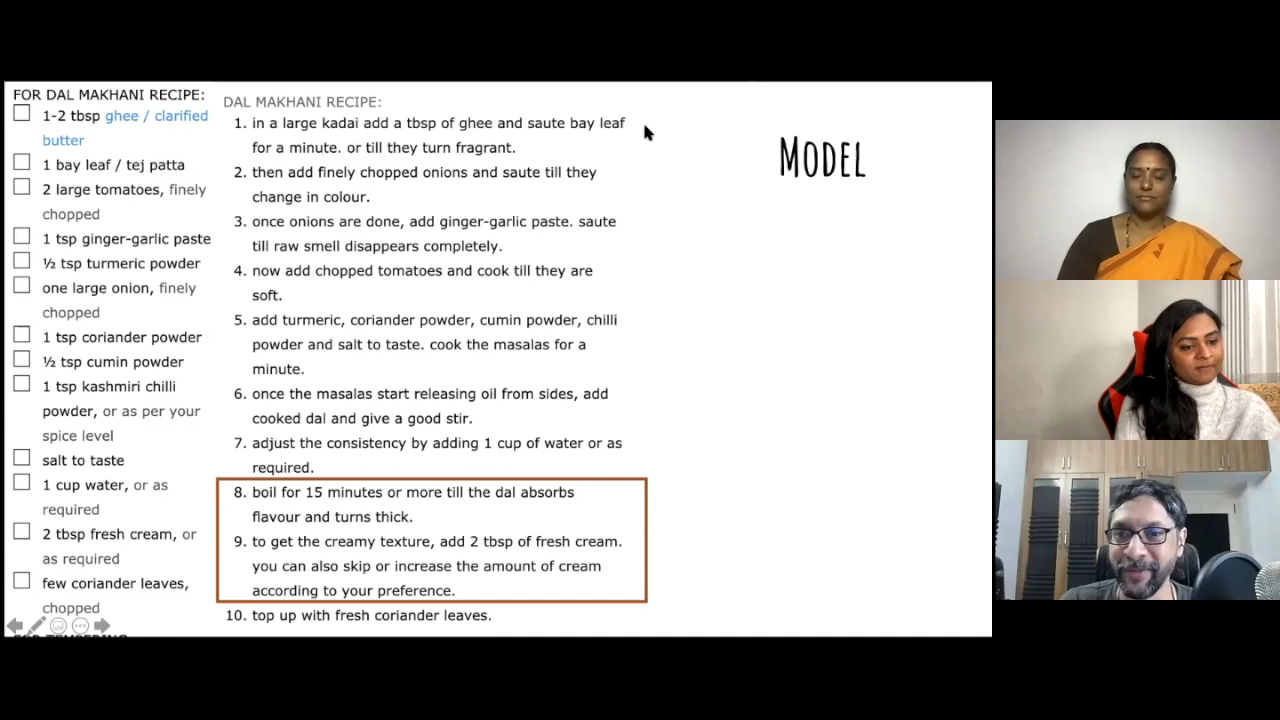 FOR DAL MAKHANI RECIPE:
1-2 tbsp ghee / clarified
butter
1 bay leaf / tej patta
2 large tomatoes, finely
chopped
1 tsp ginger-garlic paste
½ tsp turmeric powder
one large onion, finely
chopped
1 tsp coriander powder
½ tsp cumin powder
1 tsp kashmiri chilli
powder, or as per your
spice level
salt to taste
1 cup water, or as
required
2 tbsp fresh cream, or
as required
few coriander leaves,
chopped
DAL MAKHANI RECIPE:
1. in a large kadai add a tbsp of ghee and saute bay leaf
for a minute. or till they turn fragrant.
2. then add finely chopped onions and saute till they
change in colour.
3. once onions are done, add ginger-garlic paste. saute
till raw smell disappears completely.
4. now add chopped tomatoes and cook till they are
soft.
5. add turmeric, coriander powder, cumin powder, chilli
powder and salt to taste. cook the masalas for a
minute.
6. once the masalas start releasing oil from sides, add
cooked dal and give a good stir.
7. adjust the consistency by adding 1 cup of water or as
required.
8. boil for 15 minutes or more till the dal absorbs
flavour and turns thick.
9. to get the creamy texture, add 2 tbsp of fresh cream.
you can also skip or increase the amount of cream
according to your preference.
10. top up with fresh coriander leaves.
MODEL